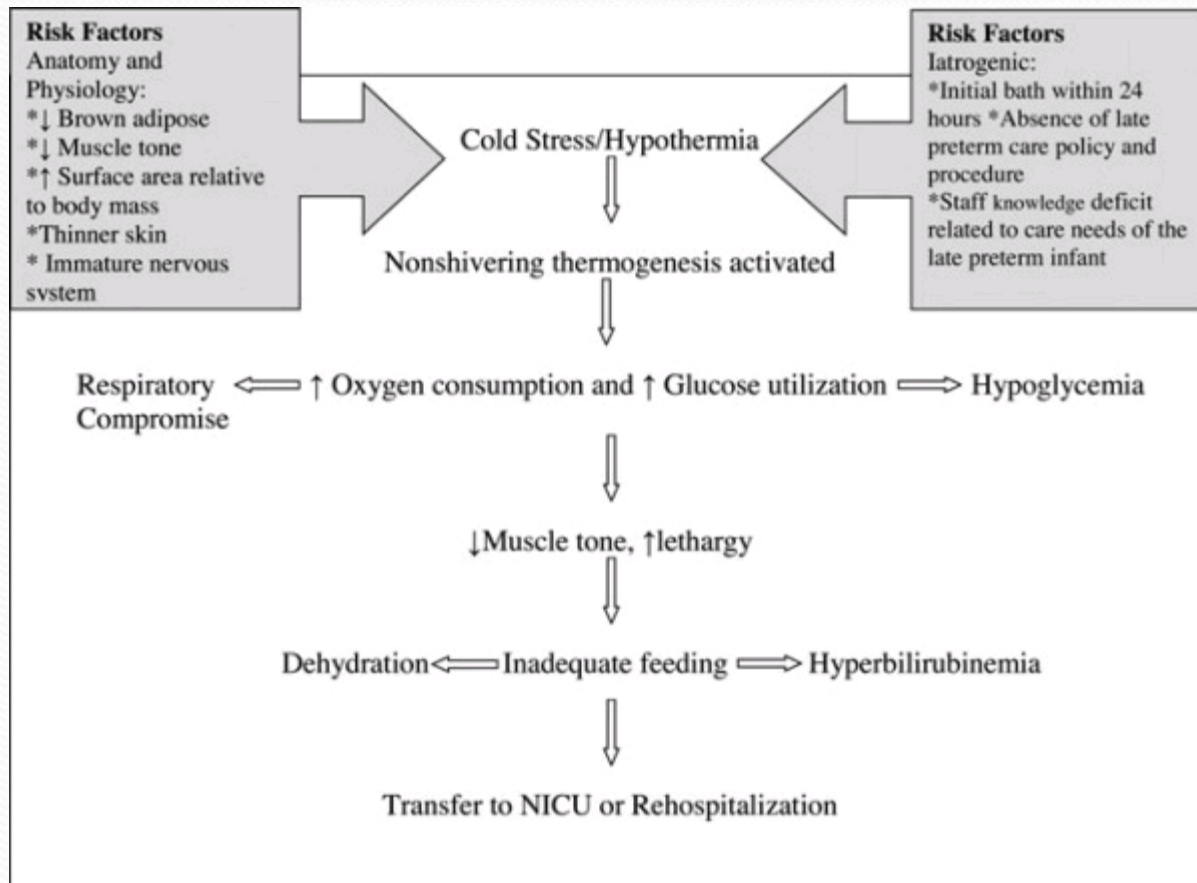 Risk Factors
Anatomy and
Physiology:
*↓ Brown adipose
*↓ Muscle tone
*↑ Surface area relative
to body mass
*Thinner skin
* Immature nervous
system
Risk Factors
Iatrogenic:
*Initial bath within 24
hours *Absence of late
preterm care policy and
procedure
*Staff knowledge deficit
related to care needs of the
late preterm infant
Cold Stress/Hypothermia
Nonshivering thermogenesis activated
Respiratory
Compromise
↑ Oxygen consumption and ↑ Glucose utilization
Hypoglycemia
↓Muscle tone, ↑lethargy
Dehydration
Inadequate feeding
Hyperbilirubinemia
Transfer to NICU or Rehospitalization